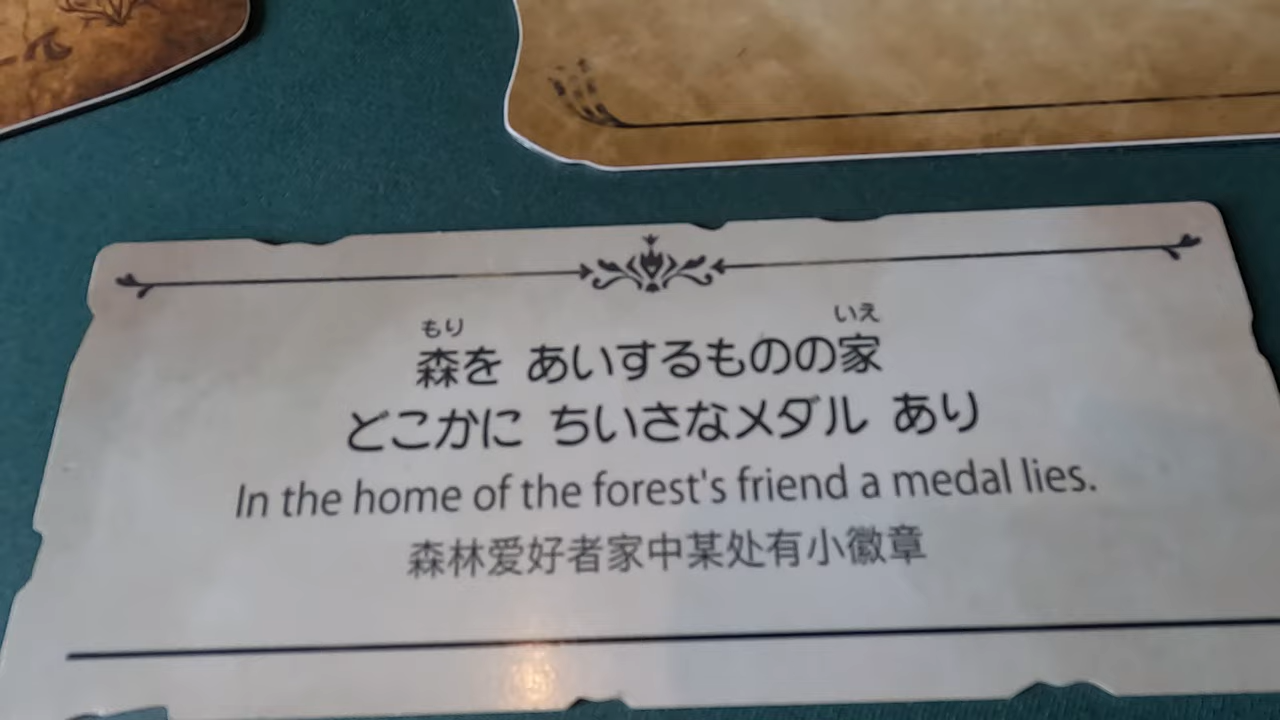 もり いえ
森を あいするものの家
どこかに ちいさなメダル あり
In the home of the forest's friend a medal lies.
森林爱好者家中某处有小徽章